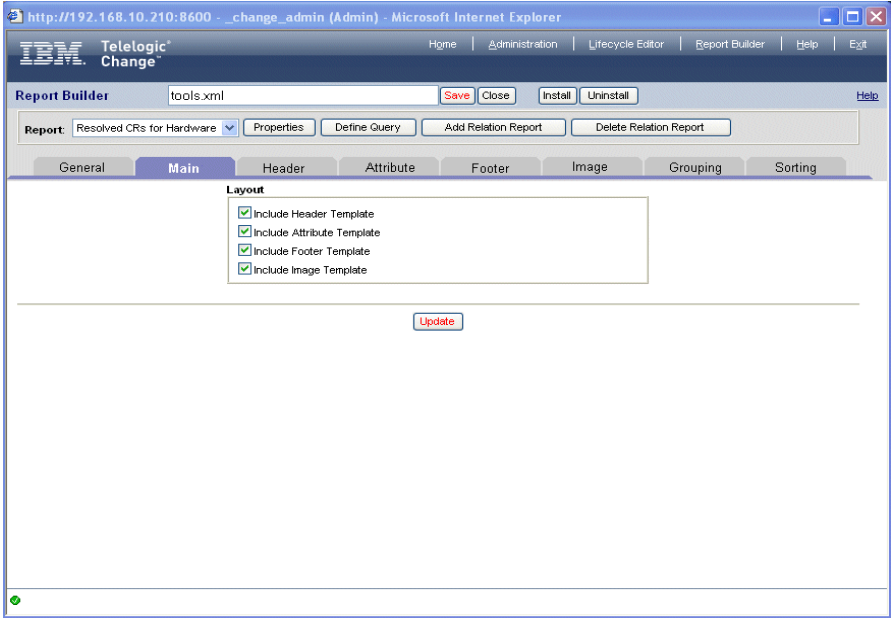 http://192.168.10.210:8600 - _change_admin (Admin) - Microsoft Internet Explorer
IBM. Telelogic® Change™
Home Administration Lifecycle Editor Report Builder Help Exit
Report Builder tools.xml Save Close Install Uninstall Help
Report: Resolved CRs for Hardware Properties Define Query Add Relation Report Delete Relation Report
General Main Header Attribute Footer Image Grouping Sorting
Layout
Include Header Template
Include Attribute Template
Include Footer Template
Include Image Template
Update